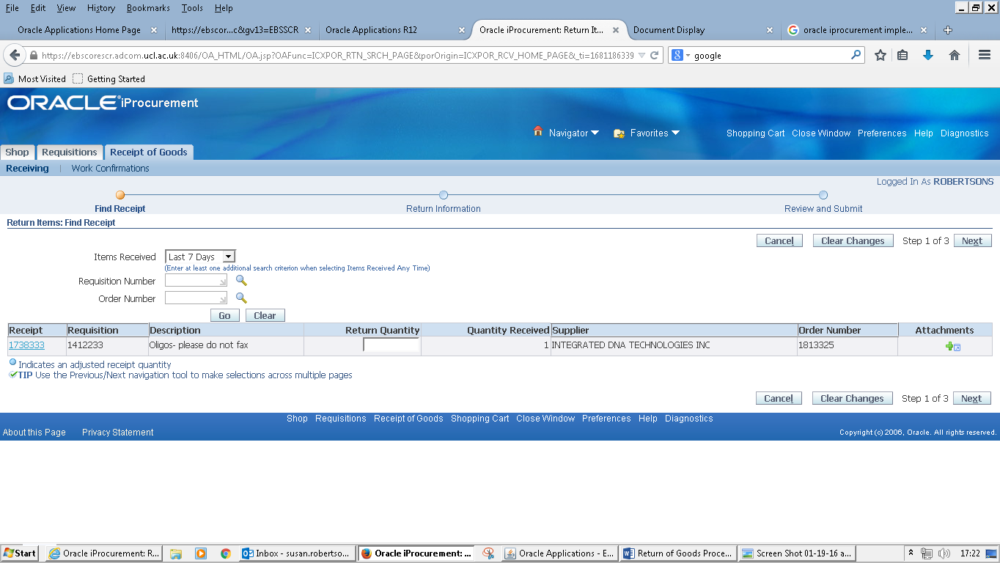 File Edit View History Bookmarks Tools Help
Oracle Applications Home Page https://ebscor...c&gv13=EBSSCR Oracle Applications R12 Oracle iProcurement: Return It... Document Display oracle iprocurement imple...
https://ebscorescr.adcom.ucl.ac.uk:8406/OA_HTML/OA.jsp?OAFunc=ICXPOR_RTN_SRCH_PAGE&porOrigin=ICXPOR_RCV_HOME_PAGE&_ti=1681186339 google
Most Visited Getting Started
ORACLE iProcurement
Navigator Favorites Shopping Cart Close Window Preferences Help Diagnostics
Shop Requisitions Receipt of Goods
Receiving | Work Confirmations
Logged In As ROBERTSONS
Find Receipt Return Information Review and Submit
Return Items: Find Receipt
Cancel Clear Changes Step 1 of 3 Next
Items Received Last 7 Days
(Enter at least one additional search criterion when selecting Items Received Any Time)
Requisition Number
Order Number
Go Clear
Receipt Requisition Description Return Quantity Quantity Received Supplier Order Number Attachments
1738333 1412233 Oligos- please do not fax 1 INTEGRATED DNA TECHNOLOGIES INC 1813325
Indicates an adjusted receipt quantity
TIP Use the Previous/Next navigation tool to make selections across multiple pages
Cancel Clear Changes Step 1 of 3 Next
Shop Requisitions Receipt of Goods Shopping Cart Close Window Preferences Help Diagnostics
About this Page Privacy Statement Copyright (c) 2006, Oracle. All rights reserved.
Start Oracle iProcurement: R... Inbox - susan.robertso... Oracle iProcurement: ... Oracle Applications - E... Return of Goods Proce... Screen Shot 01-19-16 a... 17:22